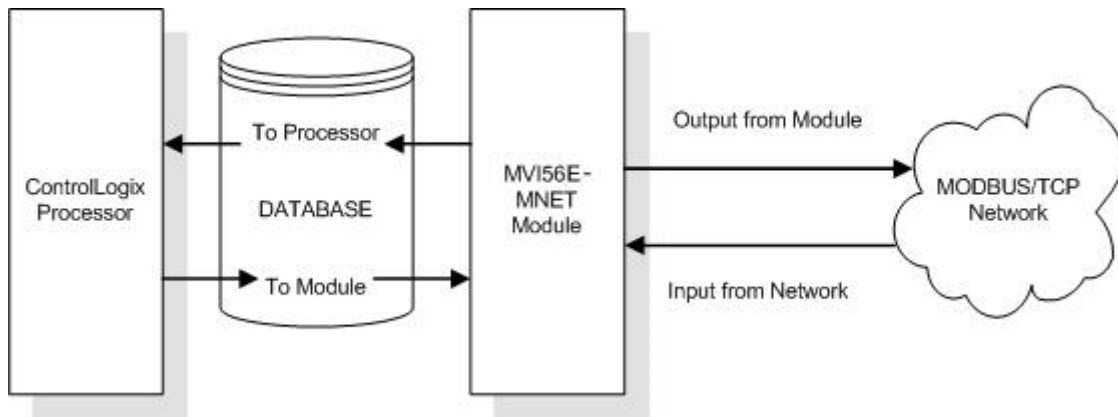 ControlLogix
Processor
To Processor
DATABASE
To Module
MVI56E-
MNET
Module
Output from Module
Input from Network
MODBUS/TCP
Network